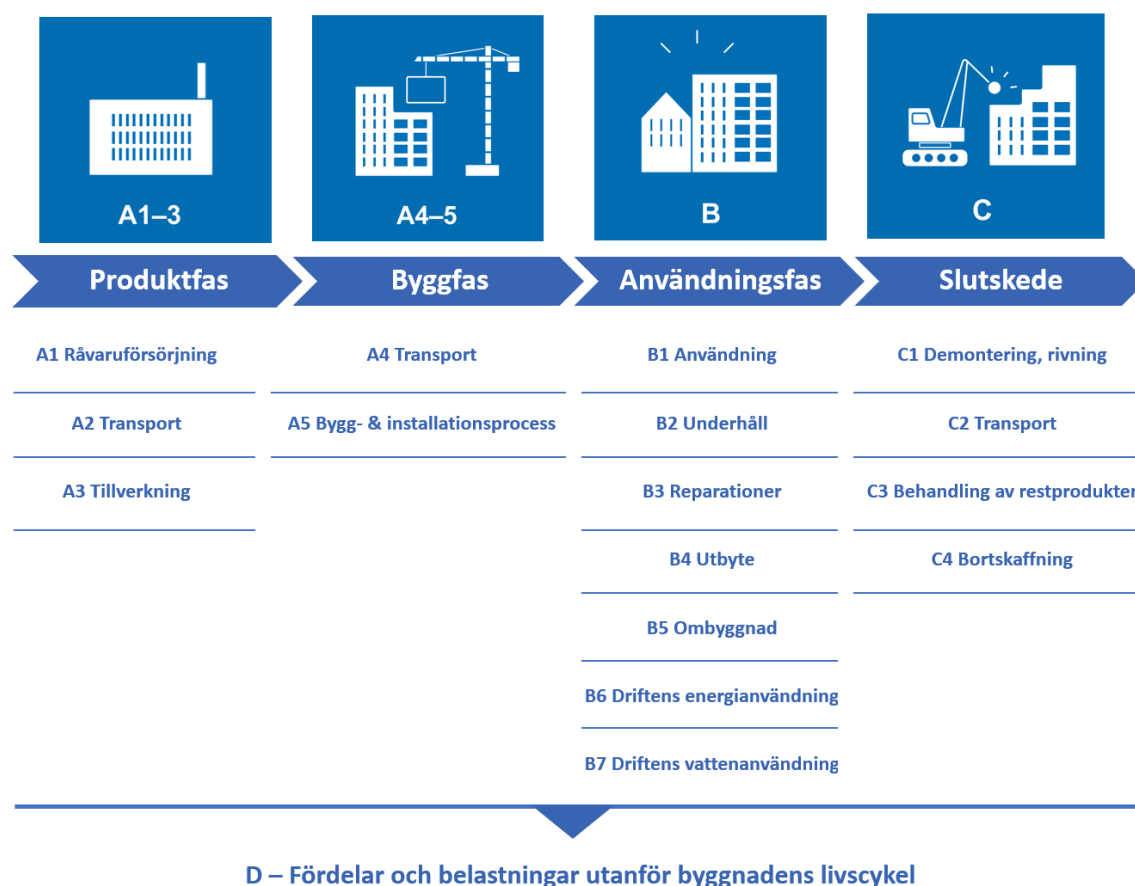 A1–3
A4–5
B
C
Produktfas
Byggfas
Användningsfas
Slutskede
A1 Råvaruförsörjning
A2 Transport
A3 Tillverkning
A4 Transport
A5 Bygg- & installationsprocess
B1 Användning
B2 Underhåll
B3 Reparationer
B4 Utbyte
B5 Ombyggnad
B6 Driftens energianvändning
B7 Driftens vattenanvändning
C1 Demontering, rivning
C2 Transport
C3 Behandling av restprodukter
C4 Bortskaffning
D – Fördelar och belastningar utanför byggnadens livscykel